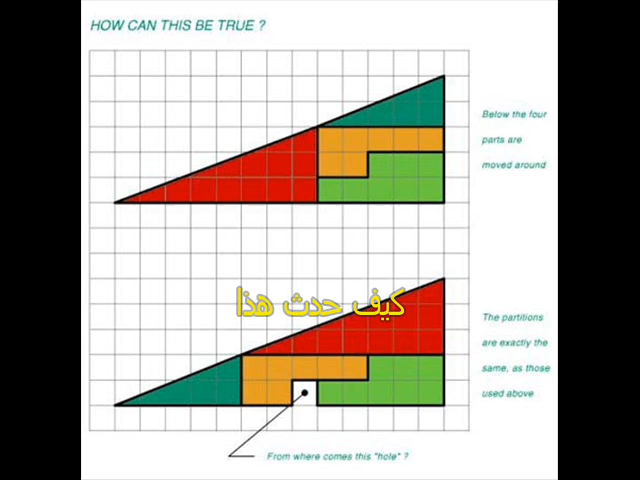 HOW CAN THIS BE TRUE ?
Below the four
parts are
moved around
كيف حدث هذا
The partitions
are exactly the
same, as those
used above
From where comes this "hole" ?